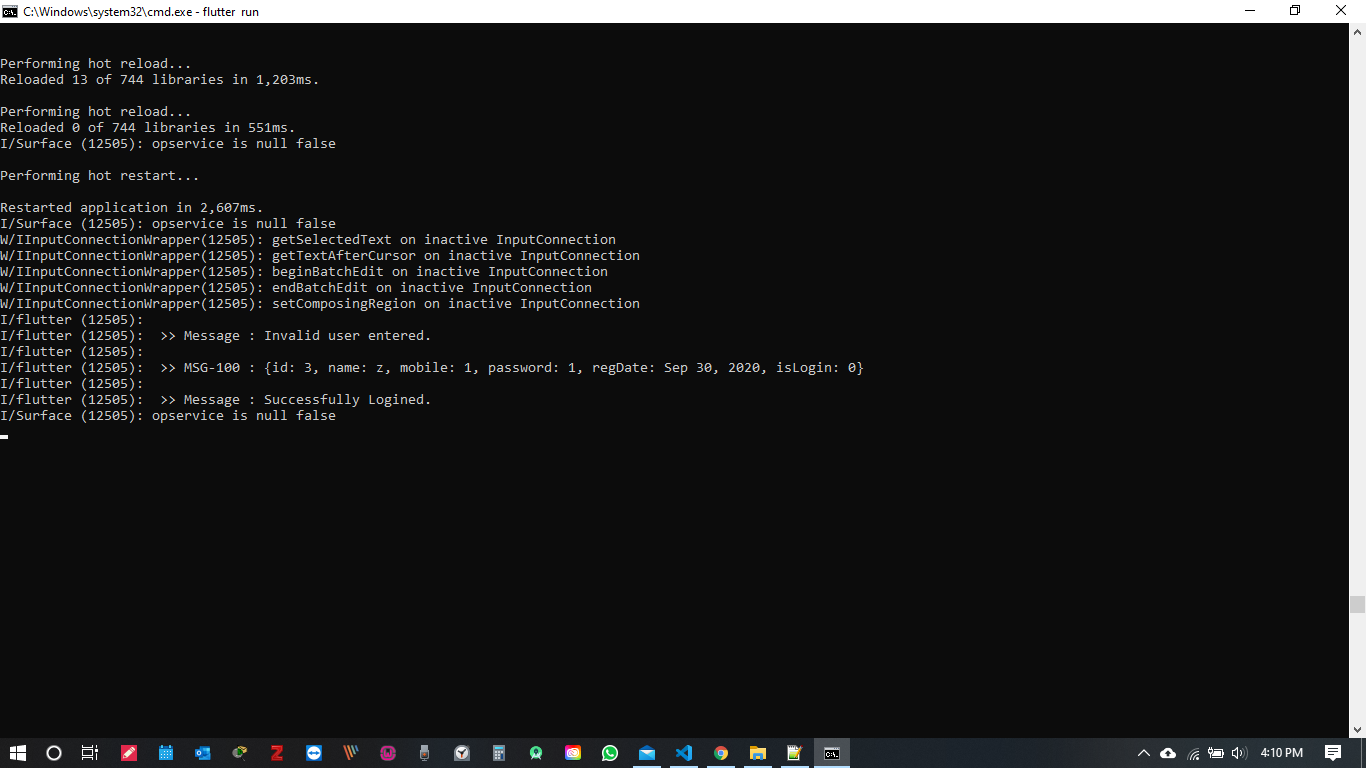 C:\Windows\system32\cmd.exe - flutter run
Performing hot reload...
Reloaded 13 of 744 libraries in 1,203ms.
Performing hot reload...
Reloaded 0 of 744 libraries in 551ms.
I/Surface (12505): opservice is null false
Performing hot restart...
Restarted application in 2,607ms.
I/Surface (12505): opservice is null false
W/IInputConnectionWrapper(12505): getSelectedText on inactive InputConnection
W/IInputConnectionWrapper(12505): getTextAfterCursor on inactive InputConnection
W/IInputConnectionWrapper(12505): beginBatchEdit on inactive InputConnection
W/IInputConnectionWrapper(12505): endBatchEdit on inactive InputConnection
W/IInputConnectionWrapper(12505): setComposingRegion on inactive InputConnection
I/flutter (12505):
I/flutter (12505):  >> Message : Invalid user entered.
I/flutter (12505):
I/flutter (12505):  >> MSG-100 : {id: 3, name: z, mobile: 1, password: 1, regDate: Sep 30, 2020, isLogin: 0}
I/flutter (12505):
I/flutter (12505):  >> Message : Successfully Logined.
I/Surface (12505): opservice is null false
4:10 PM